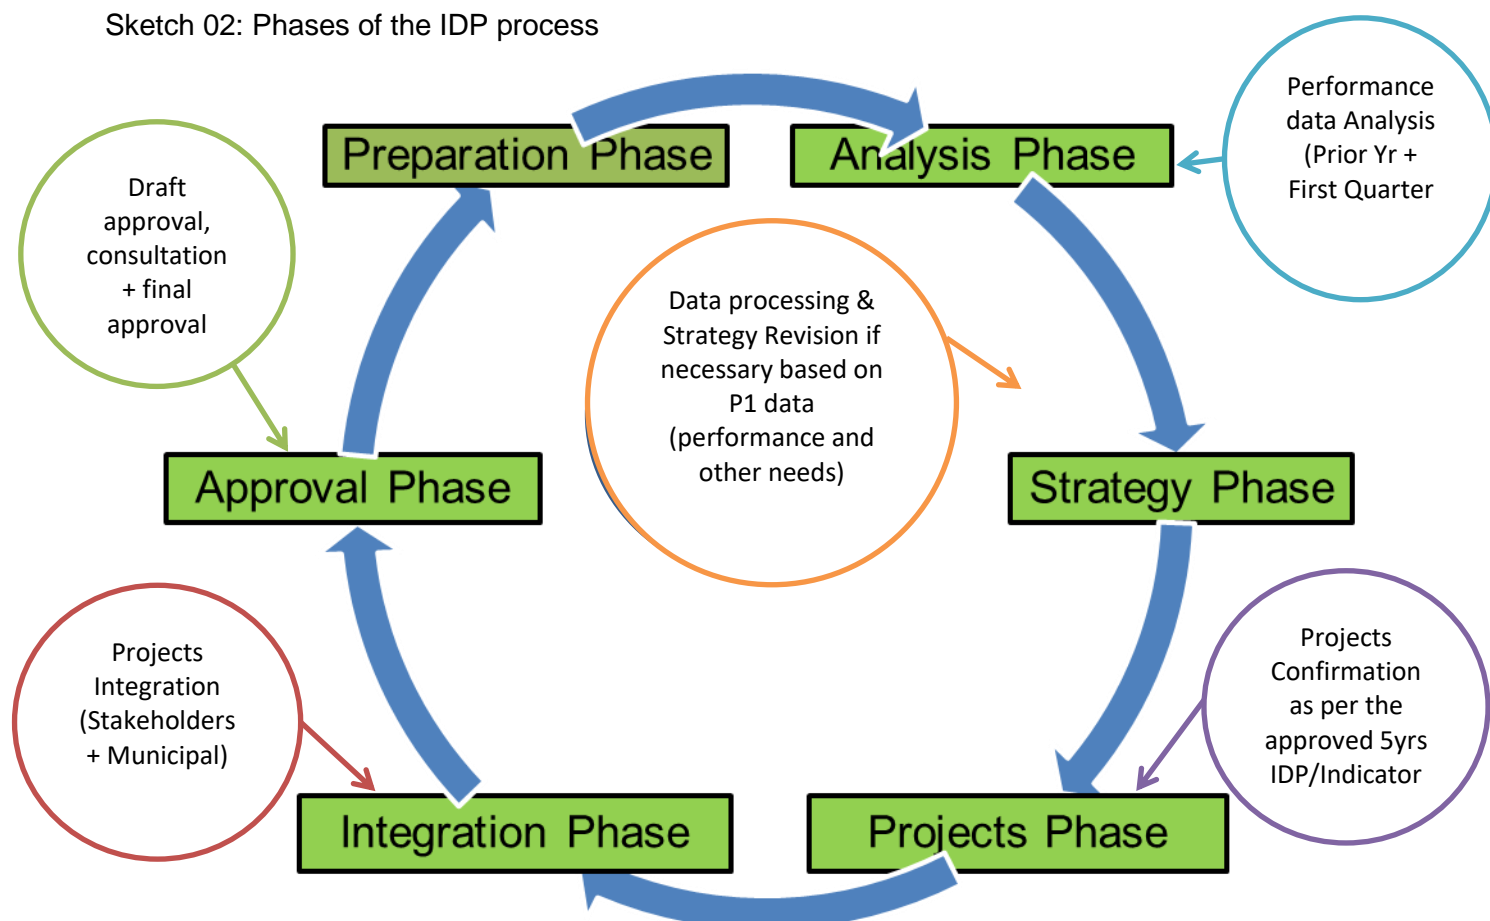 Sketch 02: Phases of the IDP process
Preparation Phase
Analysis Phase
Performance
data Analysis
(Prior Yr +
First Quarter
Draft
approval,
consultation
+ final
approval
Data processing &
Strategy Revision if
necessary based on
P1 data
(performance and
other needs)
Approval Phase
Strategy Phase
Projects
Integration
(Stakeholders
+ Municipal)
Projects
Confirmation
as per the
approved 5yrs
IDP/Indicator
Integration Phase
Projects Phase